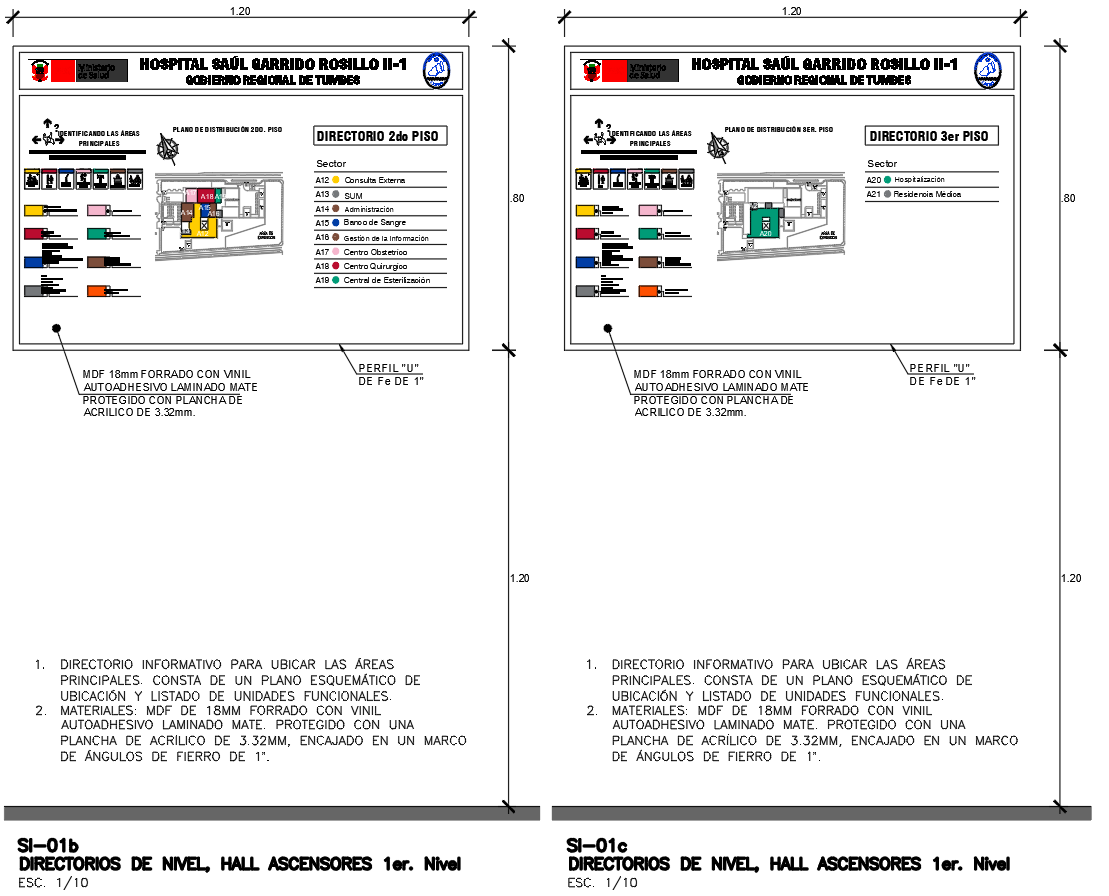 1.20
Ministerio
de Salud
HOSPITAL SAÚL GARRIDO ROSILLO II-1
GOBIERNO REGIONAL DE TUMBES
?
IDENTIFICANDO LAS ÁREAS
PRINCIPALES
PLANO DE DISTRIBUCIÓN 2DO. PISO
DIRECTORIO 2do PISO
Sector
A12 Consulta Externa
A13 SUM
A14 Administración
A15 Banco de Sangre
A16 Gestión de la Información
A17 Centro Obstetrico
A18 Centro Quirurgico
A19 Central de Esterilización
A18
A14
A15
A16
.80
MDF 18mm FORRADO CON VINIL
AUTOADHESIVO LAMINADO MATE
PROTEGIDO CON PLANCHA DE
ACRILICO DE 3.32mm.
PERFIL "U"
DE Fe DE 1"
1.20
1. DIRECTORIO INFORMATIVO PARA UBICAR LAS ÁREAS
PRINCIPALES. CONSTA DE UN PLANO ESQUEMÁTICO DE
UBICACIÓN Y LISTADO DE UNIDADES FUNCIONALES.
2. MATERIALES: MDF DE 18MM FORRADO CON VINIL
AUTOADHESIVO LAMINADO MATE. PROTEGIDO CON UNA
PLANCHA DE ACRÍLICO DE 3.32MM, ENCAJADO EN UN MARCO
DE ÁNGULOS DE FIERRO DE 1".
SI-01b
DIRECTORIOS DE NIVEL, HALL ASCENSORES 1er. Nivel
ESC. 1/10
1.20
Ministerio
de Salud
HOSPITAL SAÚL GARRIDO ROSILLO II-1
GOBIERNO REGIONAL DE TUMBES
?
IDENTIFICANDO LAS ÁREAS
PRINCIPALES
PLANO DE DISTRIBUCIÓN 3ER. PISO
DIRECTORIO 3er PISO
Sector
A20 Hospitalización
A21 Residencia Médica
A20
.80
MDF 18mm FORRADO CON VINIL
AUTOADHESIVO LAMINADO MATE
PROTEGIDO CON PLANCHA DE
ACRILICO DE 3.32mm.
PERFIL "U"
DE Fe DE 1"
1.20
1. DIRECTORIO INFORMATIVO PARA UBICAR LAS ÁREAS
PRINCIPALES. CONSTA DE UN PLANO ESQUEMÁTICO DE
UBICACIÓN Y LISTADO DE UNIDADES FUNCIONALES.
2. MATERIALES: MDF DE 18MM FORRADO CON VINIL
AUTOADHESIVO LAMINADO MATE. PROTEGIDO CON UNA
PLANCHA DE ACRÍLICO DE 3.32MM, ENCAJADO EN UN MARCO
DE ÁNGULOS DE FIERRO DE 1".
SI-01c
DIRECTORIOS DE NIVEL, HALL ASCENSORES 1er. Nivel
ESC. 1/10